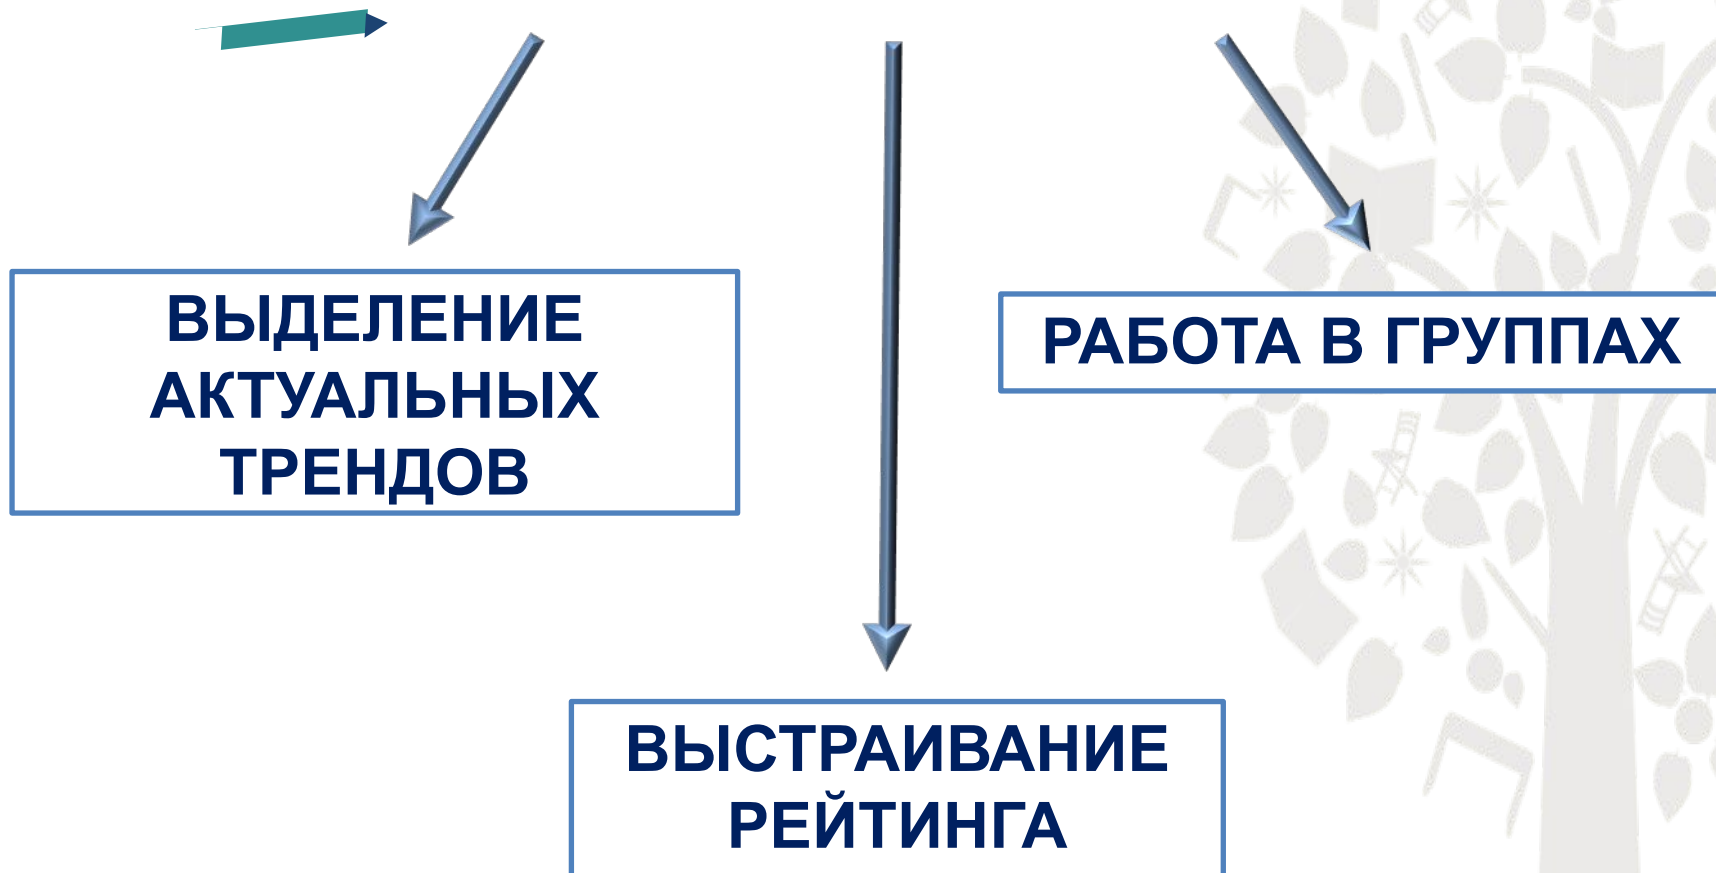 ВЫДЕЛЕНИЕ
АКТУАЛЬНЫХ
ТРЕНДОВ
РАБОТА В ГРУППАХ
ВЫСТРАИВАНИЕ
РЕЙТИНГА